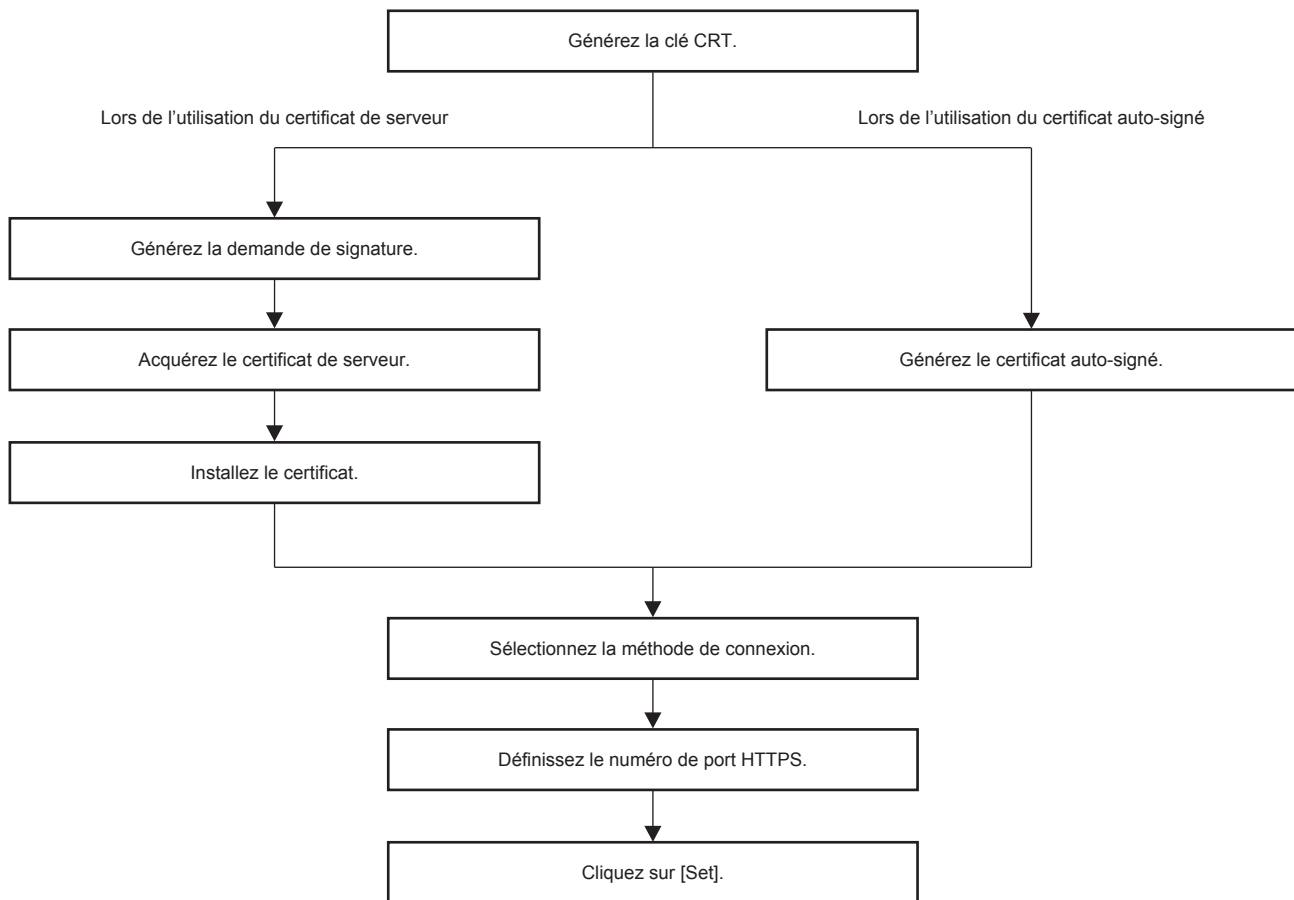 Générez la clé CRT.
Lors de l’utilisation du certificat de serveur
Lors de l’utilisation du certificat auto-signé
Générez la demande de signature.
Acquérez le certificat de serveur.
Générez le certificat auto-signé.
Installez le certificat.
Sélectionnez la méthode de connexion.
Définissez le numéro de port HTTPS.
Cliquez sur [Set].